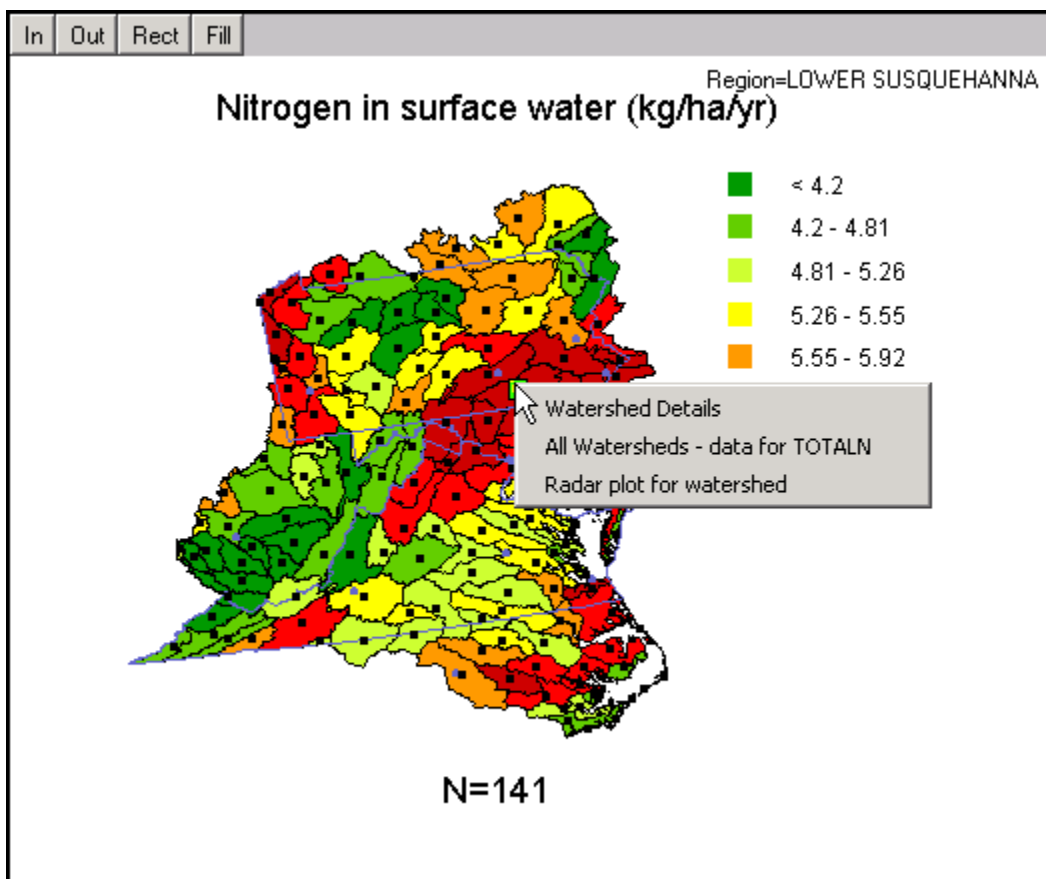 In Out Rect Fill
Region=LOWER SUSQUEHANNA
Nitrogen in surface water (kg/ha/yr)
< 4.2
4.2 - 4.81
4.81 - 5.26
5.26 - 5.55
5.55 - 5.92
Watershed Details
All Watersheds - data for TOTALN
Radar plot for watershed
N=141